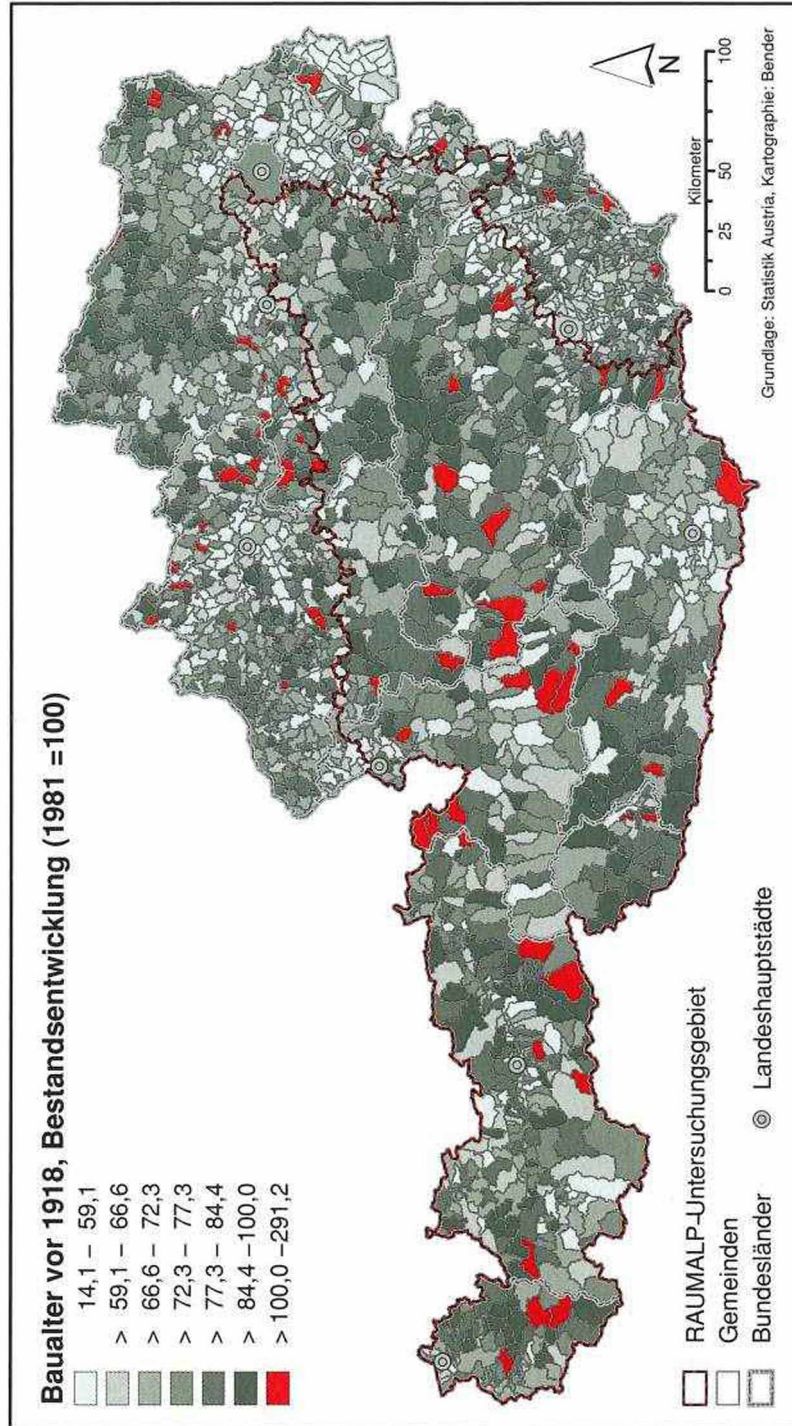 Baualter vor 1918, Bestandsentwicklung (1981 =100)
14,1 – 59,1
> 59,1 – 66,6
> 66,6 – 72,3
> 72,3 – 77,3
> 77,3 – 84,4
> 84,4 –100,0
> 100,0 –291,2
RAUMALP-Untersuchungsgebiet
Gemeinden
Bundesländer
Landeshauptstädte
N
Kilometer
0 25 50 100
Grundlage: Statistik Austria, Kartographie: Bender